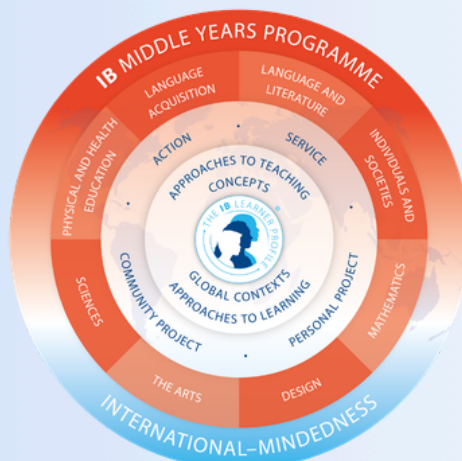 IB MIDDLE YEARS PROGRAMME
LANGUAGE
ACQUISITION
LANGUAGE AND
LITERATURE
PHYSICAL AND HEALTH
EDUCATION
INDIVIDUALS AND
SOCIETIES
SCIENCES
MATHEMATICS
THE ARTS
DESIGN
ACTION
SERVICE
COMMUNITY PROJECT
PERSONAL PROJECT
APPROACHES TO TEACHING
CONCEPTS
THE IB LEARNER PROFILE
®
GLOBAL CONTEXTS
APPROACHES TO LEARNING
INTERNATIONAL–MINDEDNESS